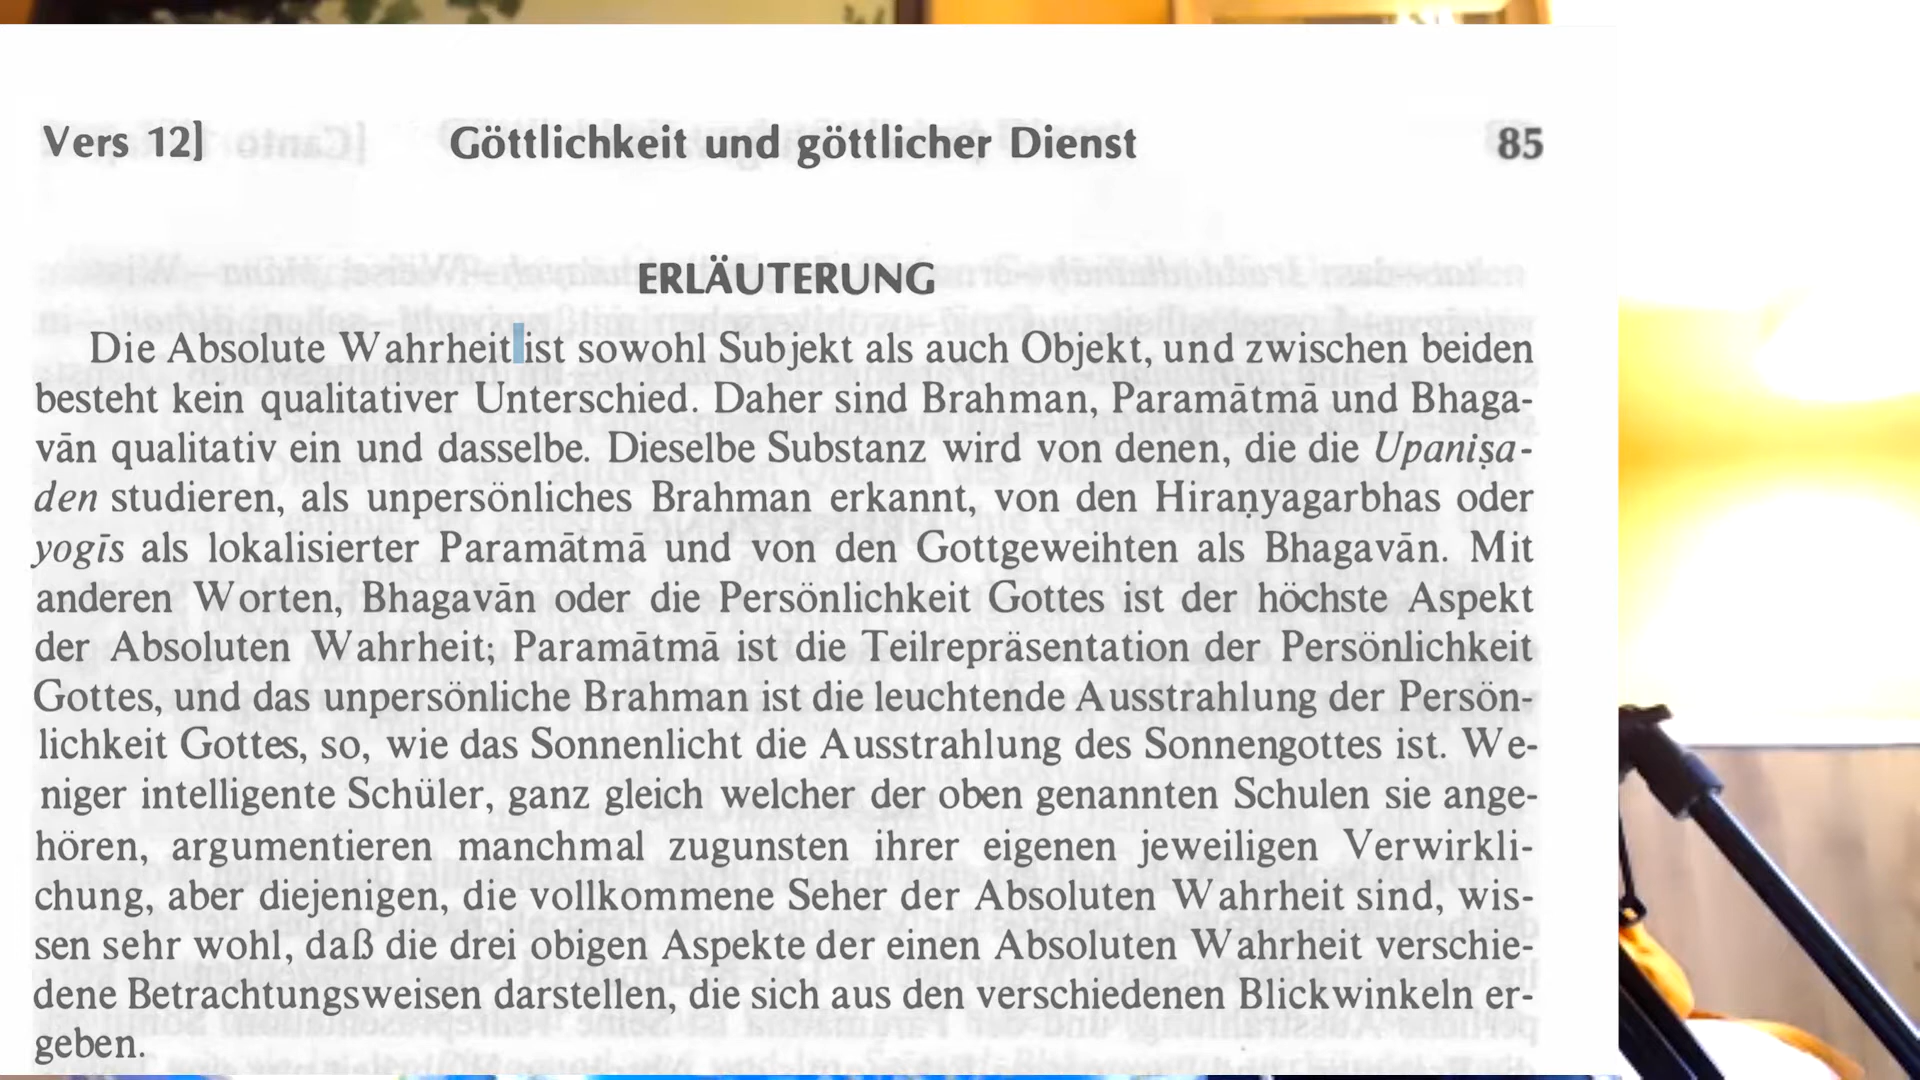 Vers 12] Göttlichkeit und göttlicher Dienst 85
ERLÄUTERUNG
Die Absolute Wahrheit ist sowohl Subjekt als auch Objekt, und zwischen beiden
besteht kein qualitativer Unterschied. Daher sind Brahman, Paramātmā und Bhaga-
vān qualitativ ein und dasselbe. Dieselbe Substanz wird von denen, die die Upaniṣa-
den studieren, als unpersönliches Brahman erkannt, von den Hiraṇyagarbhas oder
yogīs als lokalisierter Paramātmā und von den Gottgeweihten als Bhagavān. Mit
anderen Worten, Bhagavān oder die Persönlichkeit Gottes ist der höchste Aspekt
der Absoluten Wahrheit; Paramātmā ist die Teilrepräsentation der Persönlichkeit
Gottes, und das unpersönliche Brahman ist die leuchtende Ausstrahlung der Persön-
lichkeit Gottes, so, wie das Sonnenlicht die Ausstrahlung des Sonnengottes ist. We-
niger intelligente Schüler, ganz gleich welcher der oben genannten Schulen sie ange-
hören, argumentieren manchmal zugunsten ihrer eigenen jeweiligen Verwirkli-
chung, aber diejenigen, die vollkommene Seher der Absoluten Wahrheit sind, wis-
sen sehr wohl, daß die drei obigen Aspekte der einen Absoluten Wahrheit verschie-
dene Betrachtungsweisen darstellen, die sich aus den verschiedenen Blickwinkeln er-
geben.